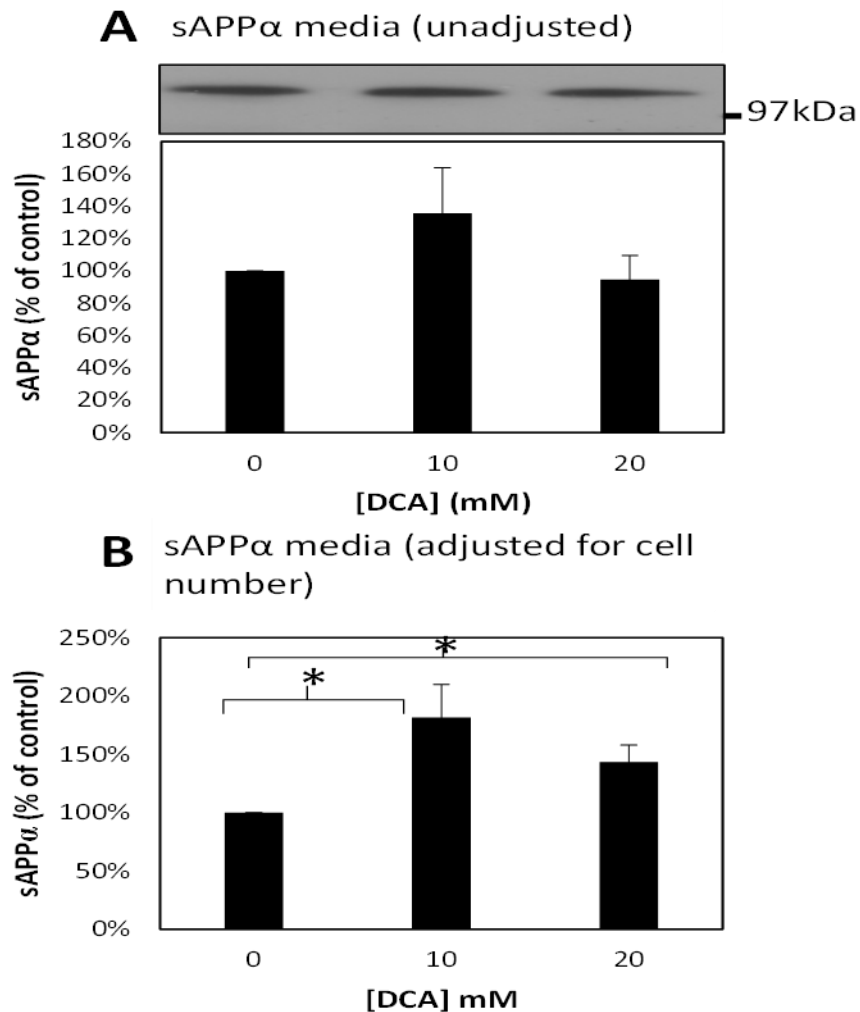 A sAPPα media (unadjusted)
97kDa
180%
160%
140%
120%
100%
80%
60%
40%
20%
0%
sAPPα (% of control)
0 10 20
[DCA] (mM)
B sAPPα media (adjusted for cell
number)
250%
200%
150%
100%
50%
0%
sAPPα (% of control)
*
*
0 10 20
[DCA] mM